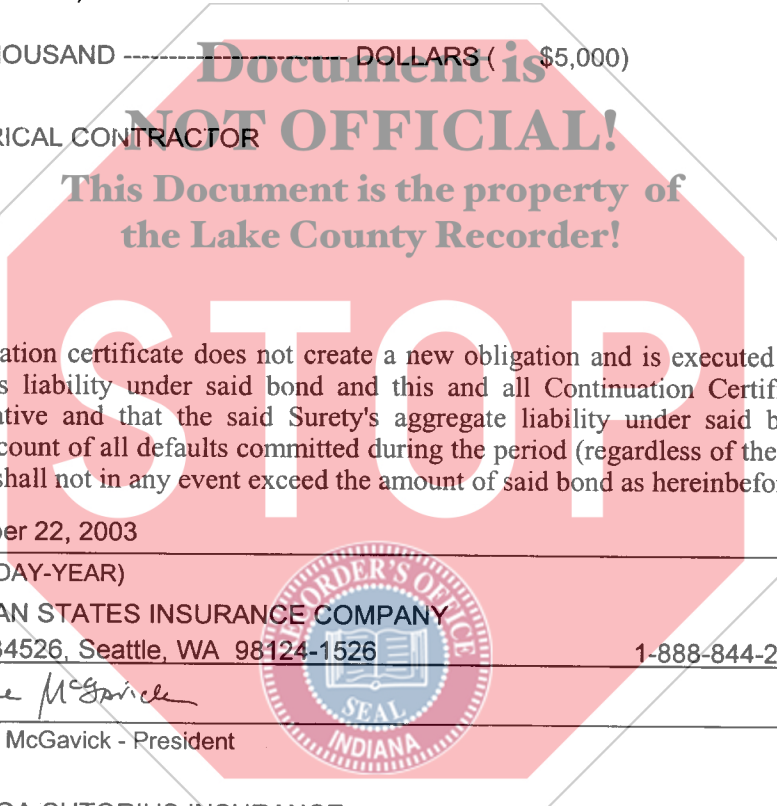 OUSAND ------------------------- DOLLARS ( $5,000)
Document is
NOT OFFICIAL!
RICAL CONTRACTOR
This Document is the property of
the Lake County Recorder!
STOP
ation certificate does not create a new obligation and is executed
s liability under said bond and this and all Continuation Certif
ative and that the said Surety's aggregate liability under said b
count of all defaults committed during the period (regardless of the
shall not in any event exceed the amount of said bond as hereinbefor
er 22, 2003
DAY-YEAR)
AN STATES INSURANCE COMPANY
34526, Seattle, WA 98124-1526 1-888-844-2
McGavick
McGavick - President
RECORDER'S OFFICE
SEAL
INDIANA